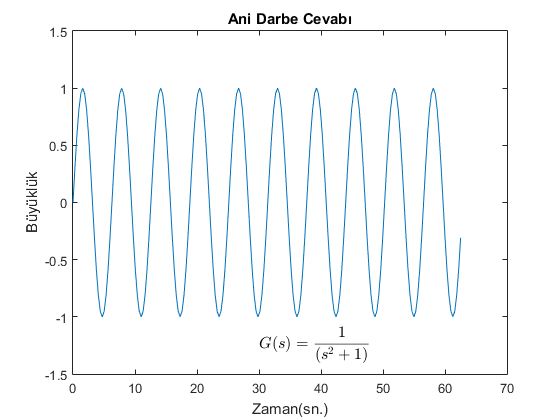 Ani Darbe Cevabı
Büyüklük
1.5
1
0.5
0
-0.5
-1
-1.5
G(s) = 1/(s² + 1)
0 10 20 30 40 50 60 70
Zaman(sn.)